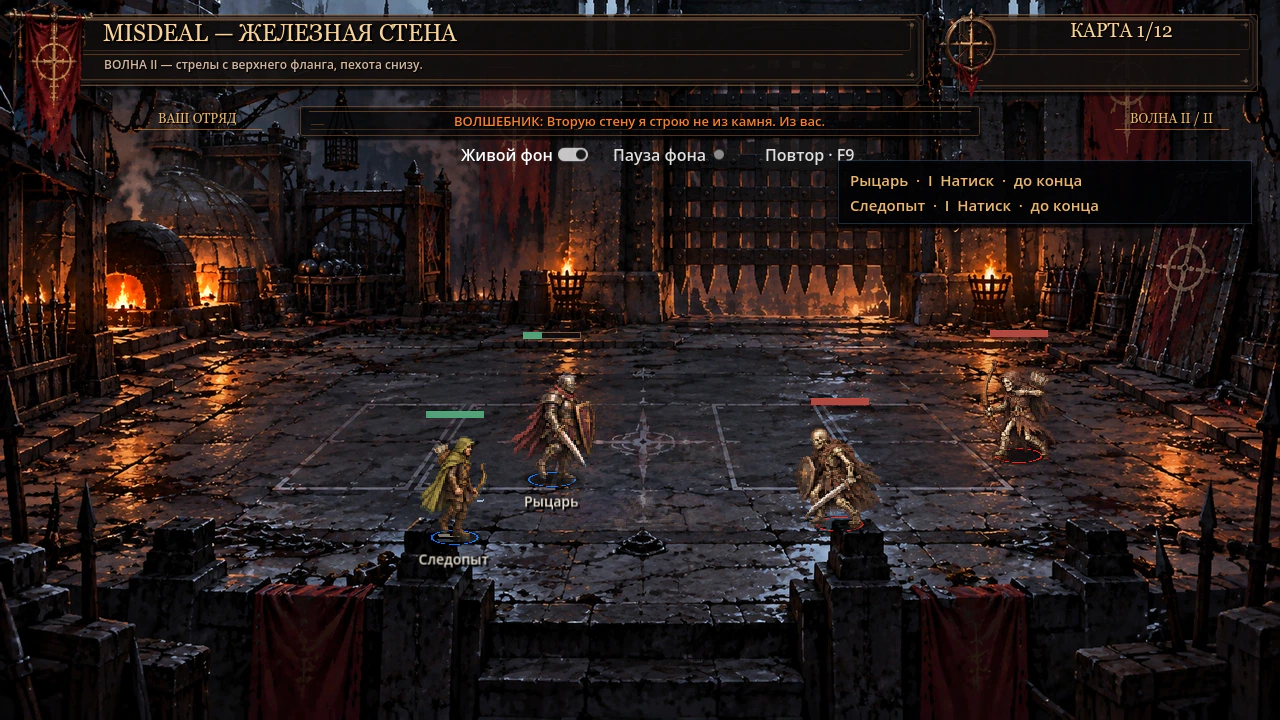 MISDEAL — ЖЕЛЕЗНАЯ СТЕНА
КАРТА 1/12
ВОЛНА II — стрелы с верхнего фланга, пехота снизу.
ВАШ ОТРЯД
ВОЛШЕБНИК: Вторую стену я строю не из камня. Из вас.
ВОЛНА II / II
Живой фон
Пауза фона
Повтор · F9
Рыцарь · I Натиск · до конца
Следопыт · I Натиск · до конца
Рыцарь
Следопыт